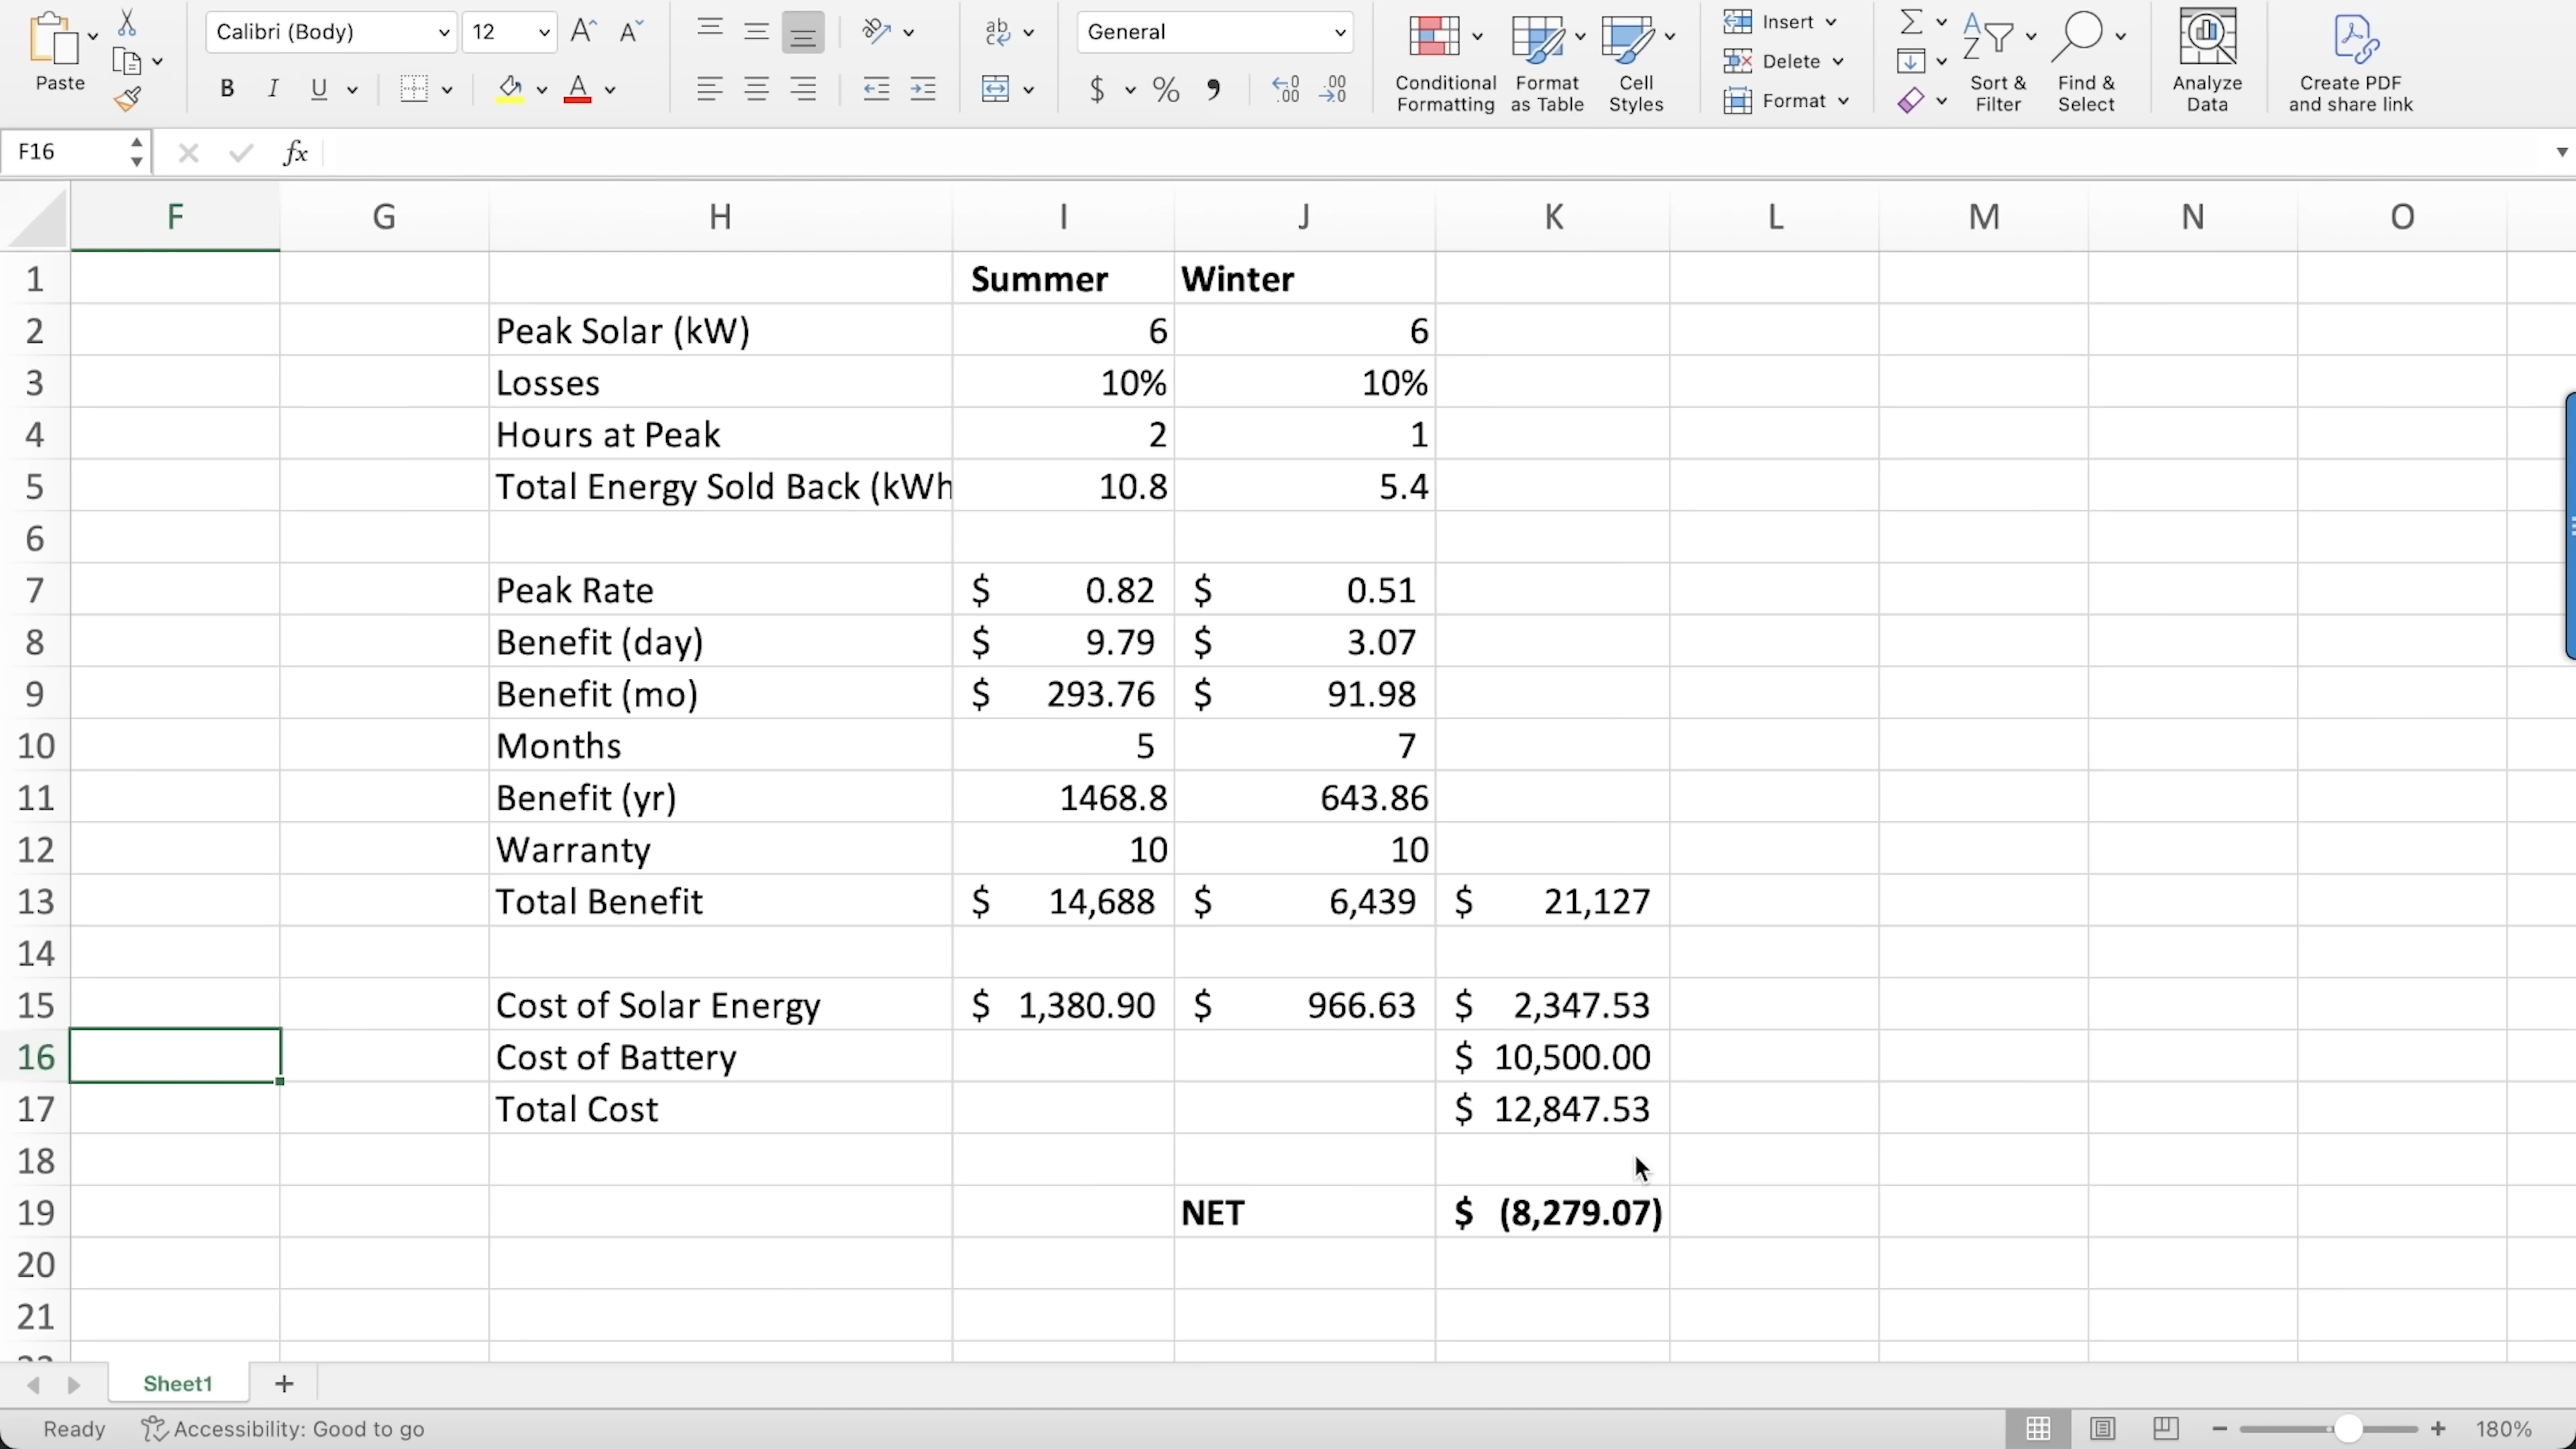 Calibri (Body) 12 General Insert
Paste Conditional Formatting Format as Table Cell Styles Delete Sort & Filter Find & Select Analyze Data Create PDF and share link
B I U $ % Format
F16 fx
F G H I J K L M N O
1 Summer Winter
2 Peak Solar (kW) 6 6
3 Losses 10% 10%
4 Hours at Peak 2 1
5 Total Energy Sold Back (kWh 10.8 5.4
6
7 Peak Rate $ 0.82 $ 0.51
8 Benefit (day) $ 9.79 $ 3.07
9 Benefit (mo) $ 293.76 $ 91.98
10 Months 5 7
11 Benefit (yr) 1468.8 643.86
12 Warranty 10 10
13 Total Benefit $ 14,688 $ 6,439 $ 21,127
14
15 Cost of Solar Energy $ 1,380.90 $ 966.63 $ 2,347.53
16 Cost of Battery $ 10,500.00
17 Total Cost $ 12,847.53
18
19 NET $ (8,279.07)
20
21
Sheet1 +
Ready Accessibility: Good to go 180%